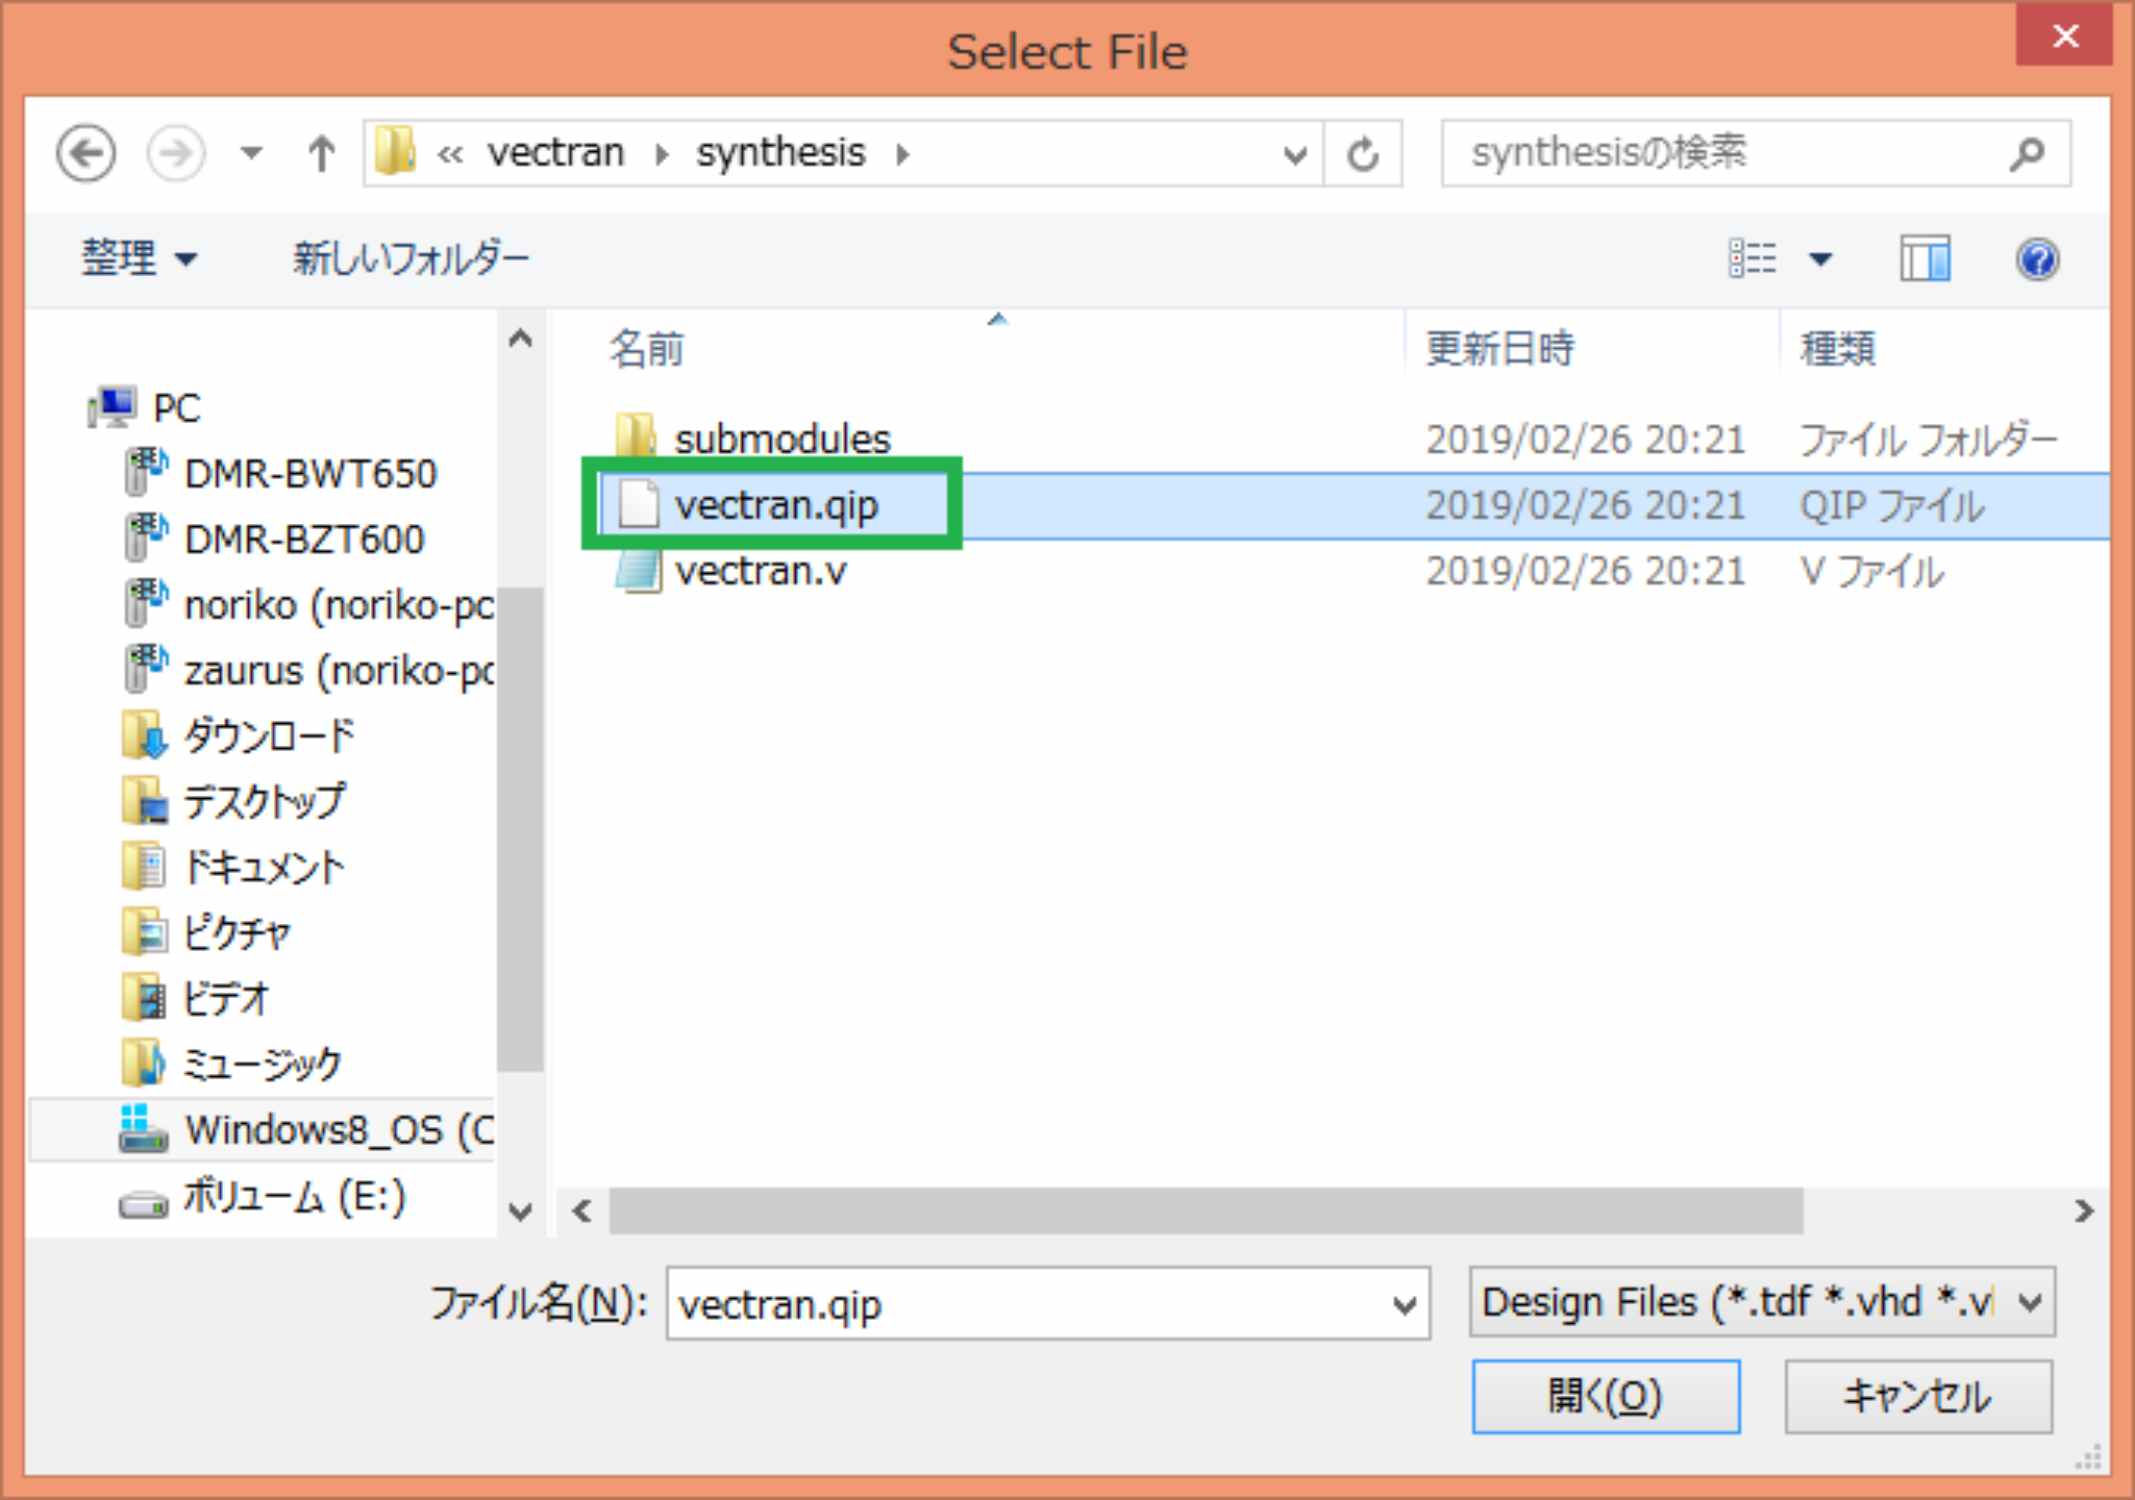 Select File
« vectran synthesis
synthesisの検索
整理
新しいフォルダー
名前 更新日時 種類
PC
DMR-BWT650
DMR-BZT600
noriko (noriko-pc
zaurus (noriko-pc
ダウンロード
デスクトップ
ドキュメント
ピクチャ
ビデオ
ミュージック
Windows8_OS (C
ボリューム (E:)
submodules 2019/02/26 20:21 ファイル フォルダー
vectran.qip 2019/02/26 20:21 QIP ファイル
vectran.v 2019/02/26 20:21 V ファイル
ファイル名(N): vectran.qip
Design Files (*.tdf *.vhd *.v
開く(O) キャンセル